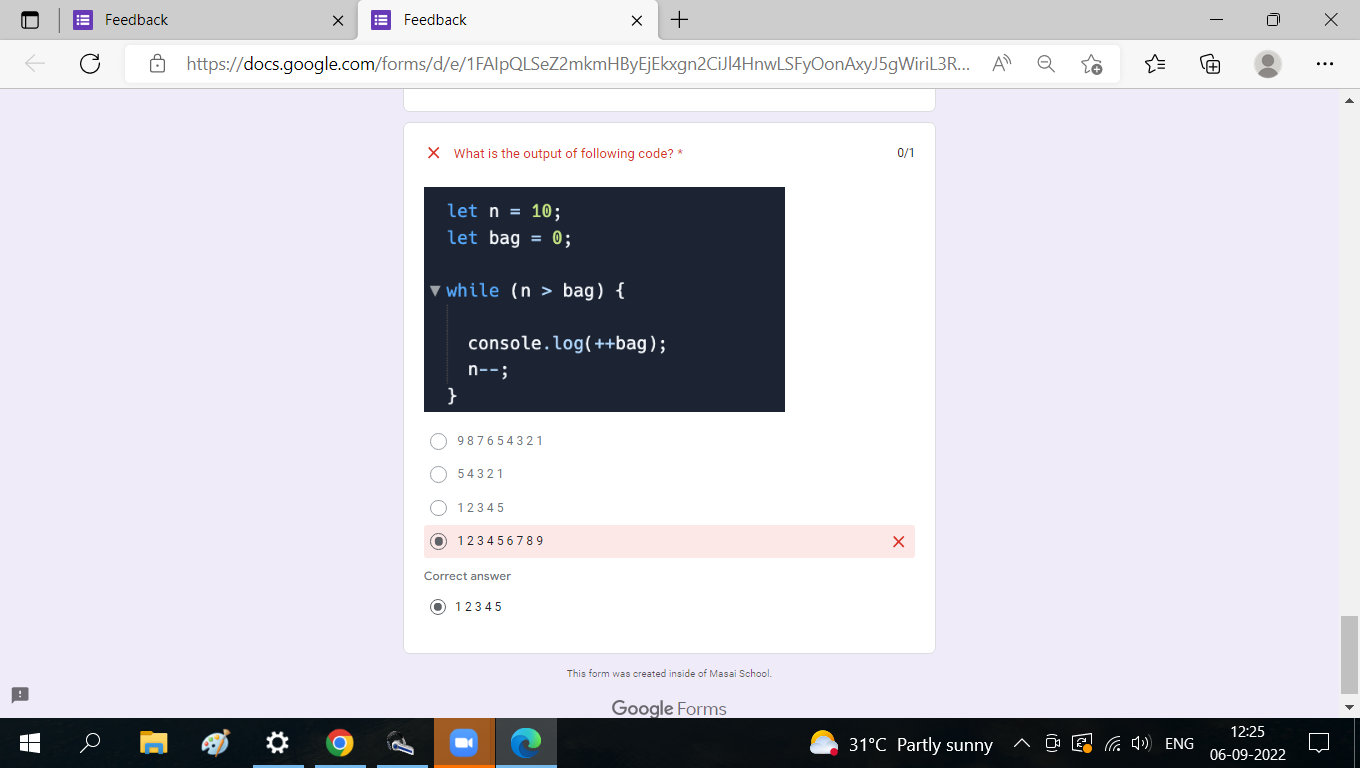 Feedback
Feedback
https://docs.google.com/forms/d/e/1FAIpQLSeZ2mkmHByEjEkxgn2CiJl4HnwLSFyOonAxyJ5gWiriL3R...
What is the output of following code? *
0/1
let n = 10;
let bag = 0;
while (n > bag) {
console.log(++bag);
n--;
}
9 8 7 6 5 4 3 2 1
5 4 3 2 1
1 2 3 4 5
1 2 3 4 5 6 7 8 9
Correct answer
1 2 3 4 5
This form was created inside of Masai School.
Google Forms
31°C Partly sunny
ENG
12:25
06-09-2022